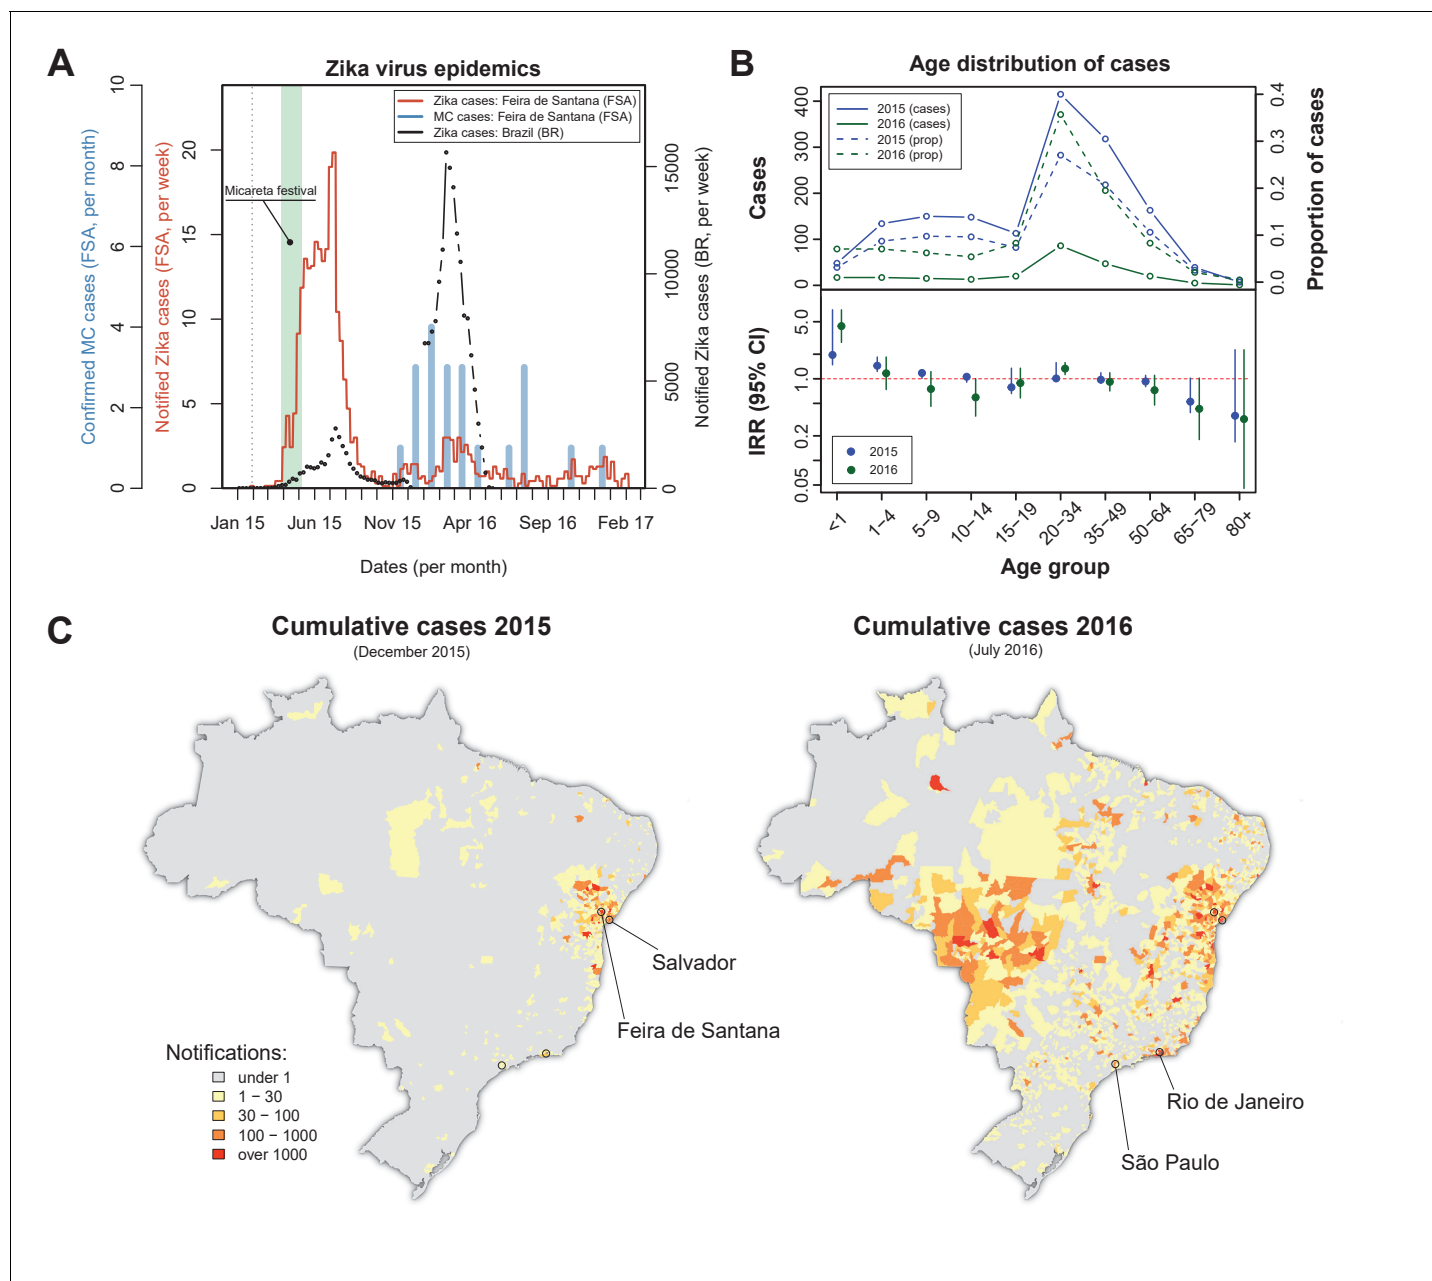 A
Zika virus epidemics
Zika cases: Feira de Santana (FSA)
MC cases: Feira de Santana (FSA)
Zika cases: Brazil (BR)
Micareta festival
Confirmed MC cases (FSA, per month)
0
2
4
6
8
10
Notified Zika cases (FSA, per week)
0
5
10
15
20
Notified Zika cases (BR, per week)
0
5000
10000
15000
Jan 15
Jun 15
Nov 15
Apr 16
Sep 16
Feb 17
Dates (per month)
B
Age distribution of cases
2015 (cases)
2016 (cases)
2015 (prop)
2016 (prop)
Cases
0
100
200
300
400
Proportion of cases
0.0
0.1
0.2
0.3
0.4
IRR (95% CI)
0.05
0.2
1.0
5.0
2015
2016
<1
1−4
5−9
10−14
15−19
20−34
35−49
50−64
65−79
80+
Age group
C
Cumulative cases 2015
(December 2015)
Cumulative cases 2016
(July 2016)
Salvador
Feira de Santana
Notifications:
under 1
1 − 30
30 − 100
100 − 1000
over 1000
Rio de Janeiro
São Paulo